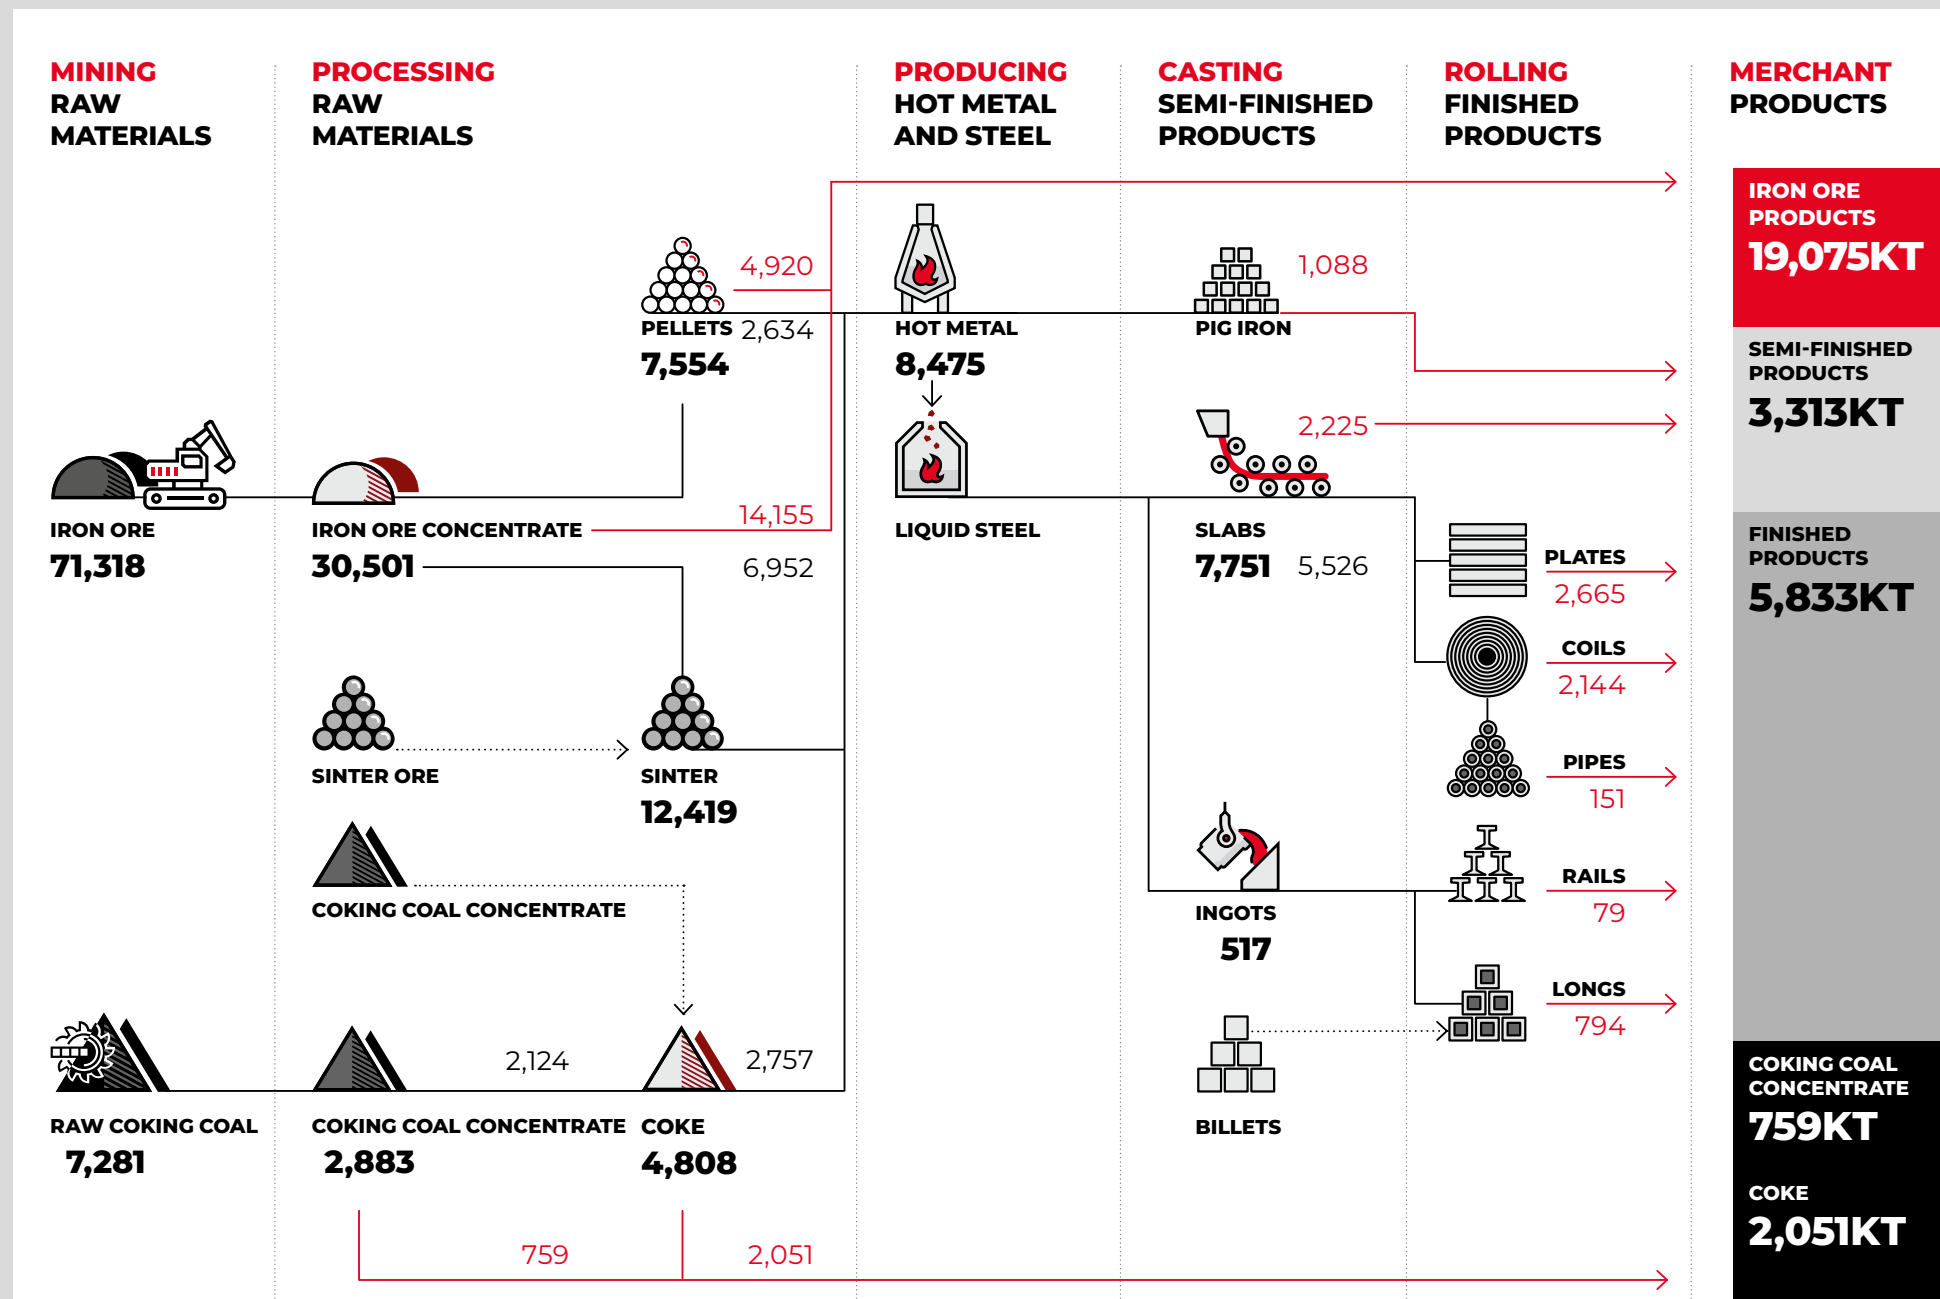 MINING
RAW
MATERIALS
PROCESSING
RAW
MATERIALS
PRODUCING
HOT METAL
AND STEEL
CASTING
SEMI-FINISHED
PRODUCTS
ROLLING
FINISHED
PRODUCTS
MERCHANT
PRODUCTS
IRON ORE
71,318
RAW COKING COAL
7,281
IRON ORE CONCENTRATE
30,501
14,155
6,952
PELLETS
7,554
4,920
2,634
SINTER ORE
SINTER
12,419
COKING COAL CONCENTRATE
COKING COAL CONCENTRATE
2,883
2,124
COKE
4,808
2,757
759
2,051
HOT METAL
8,475
LIQUID STEEL
PIG IRON
1,088
SLABS
7,751
2,225
5,526
INGOTS
517
BILLETS
PLATES
2,665
COILS
2,144
PIPES
151
RAILS
79
LONGS
794
IRON ORE
PRODUCTS
19,075KT
SEMI-FINISHED
PRODUCTS
3,313KT
FINISHED
PRODUCTS
5,833KT
COKING COAL
CONCENTRATE
759KT
COKE
2,051KT